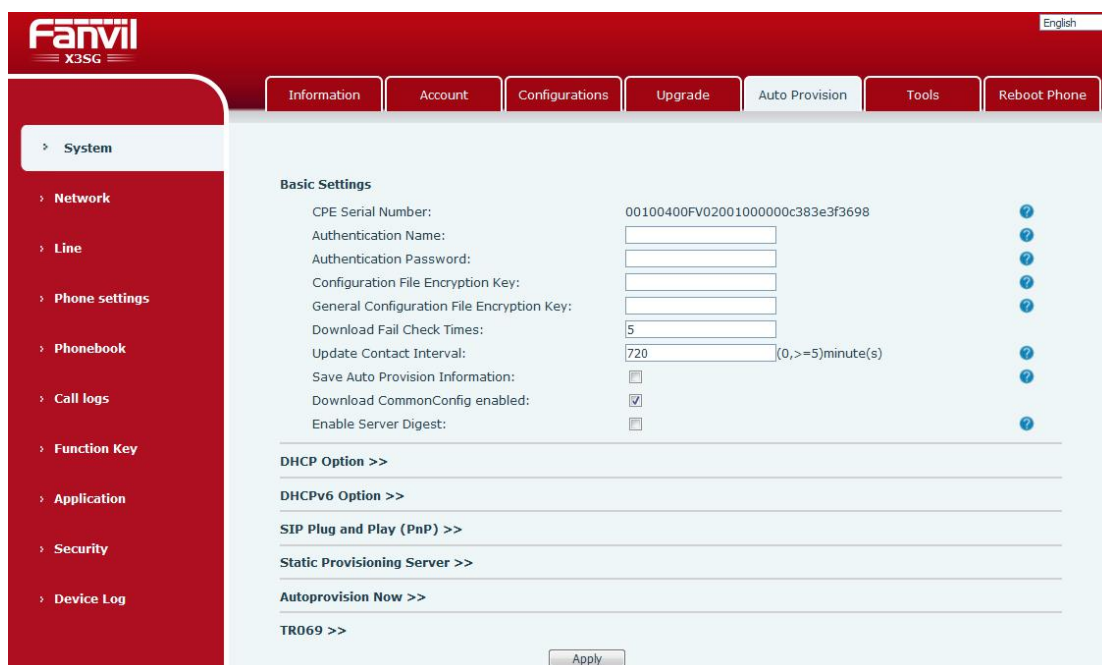 Fanvil
X3SG
English
Information Account Configurations Upgrade Auto Provision Tools Reboot Phone
› System
› Network
› Line
› Phone settings
› Phonebook
› Call logs
› Function Key
› Application
› Security
› Device Log
Basic Settings
CPE Serial Number: 00100400FV02001000000c383e3f3698
Authentication Name:
Authentication Password:
Configuration File Encryption Key:
General Configuration File Encryption Key:
Download Fail Check Times: 5
Update Contact Interval: 720 (0,>=5)minute(s)
Save Auto Provision Information:
Download CommonConfig enabled:
Enable Server Digest:
DHCP Option >>
DHCPv6 Option >>
SIP Plug and Play (PnP) >>
Static Provisioning Server >>
Autoprovision Now >>
TR069 >>
Apply